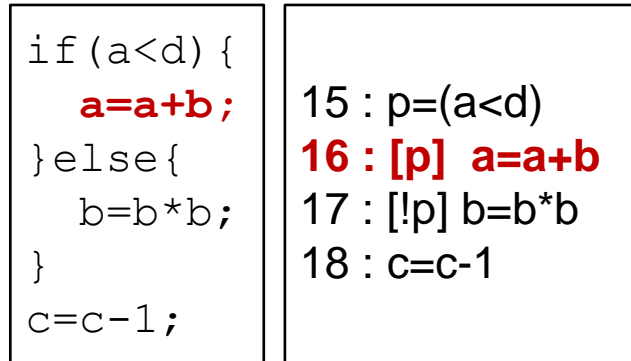 if(a<d){
a=a+b;
}else{
b=b*b;
}
c=c-1;
15 : p=(a<d)
16 : [p] a=a+b
17 : [!p] b=b*b
18 : c=c-1